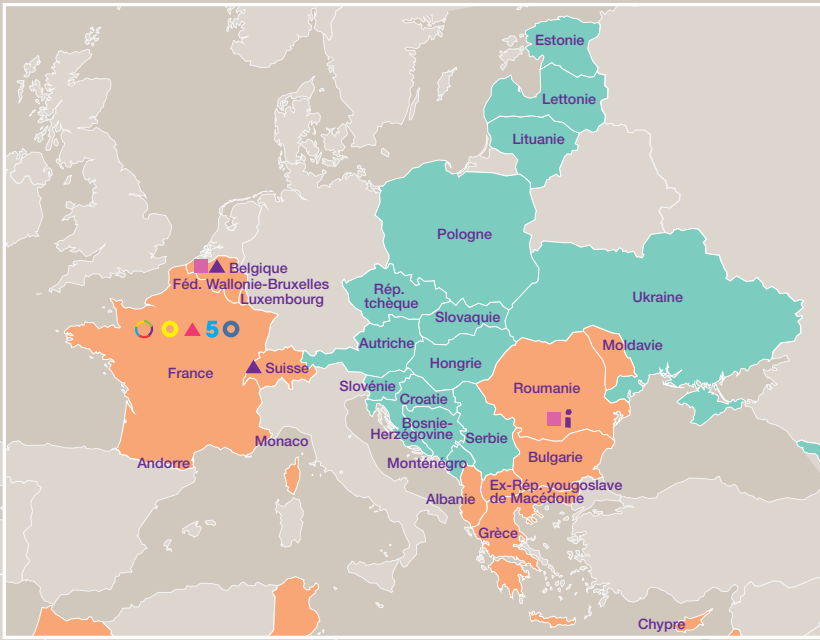 Estonie
Lettonie
Lituanie
Pologne
Belgique
Féd. Wallonie-Bruxelles
Luxembourg
Rép.
tchèque
Ukraine
Slovaquie
50
Autriche
Moldavie
Hongrie
Suisse
France
Slovénie
Roumanie
Croatie
Bosnie-
Herzégovine
i
Serbie
Monaco
Bulgarie
Andorre
Monténégro
Ex-Rép. yougoslave
de Macédoine
Albanie
Grèce
Chypre